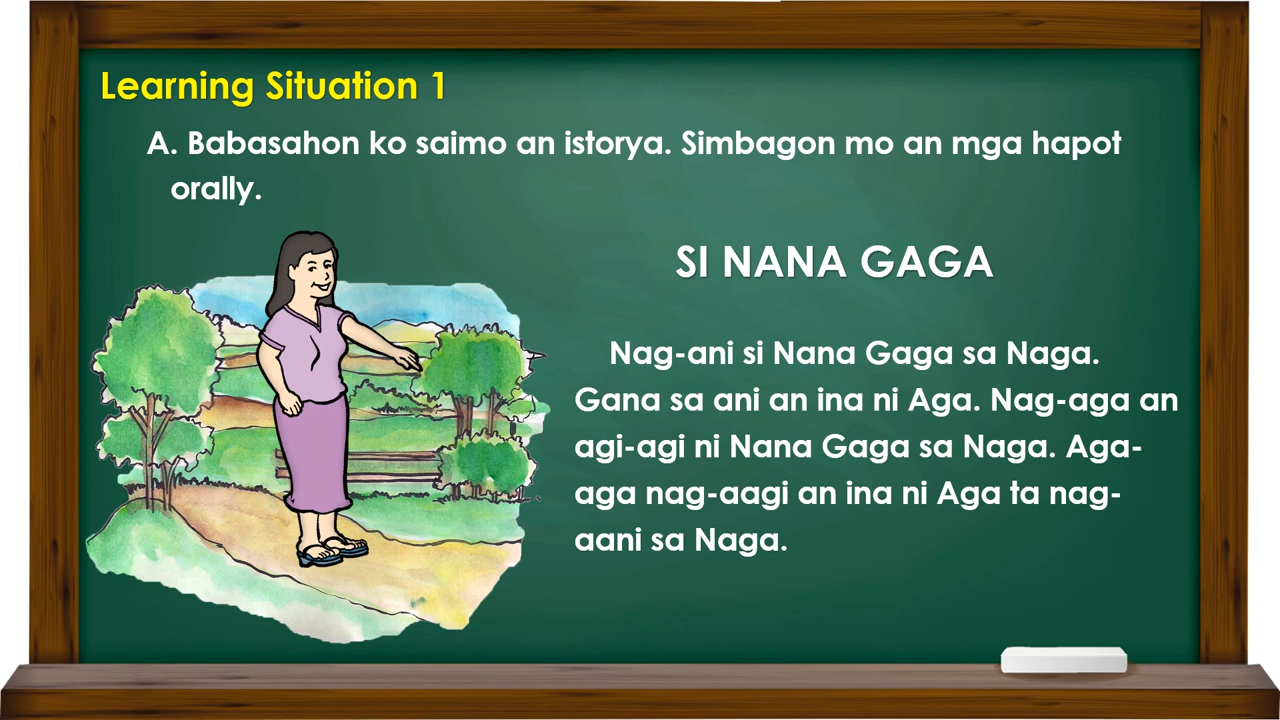 Learning Situation 1
A. Babasahon ko saimo an istorya. Simbagon mo an mga hapot
orally.
SI NANA GAGA
Nag-ani si Nana Gaga sa Naga.
Gana sa ani an ina ni Aga. Nag-aga an
agi-agi ni Nana Gaga sa Naga. Aga-
aga nag-aagi an ina ni Aga ta nag-
aani sa Naga.